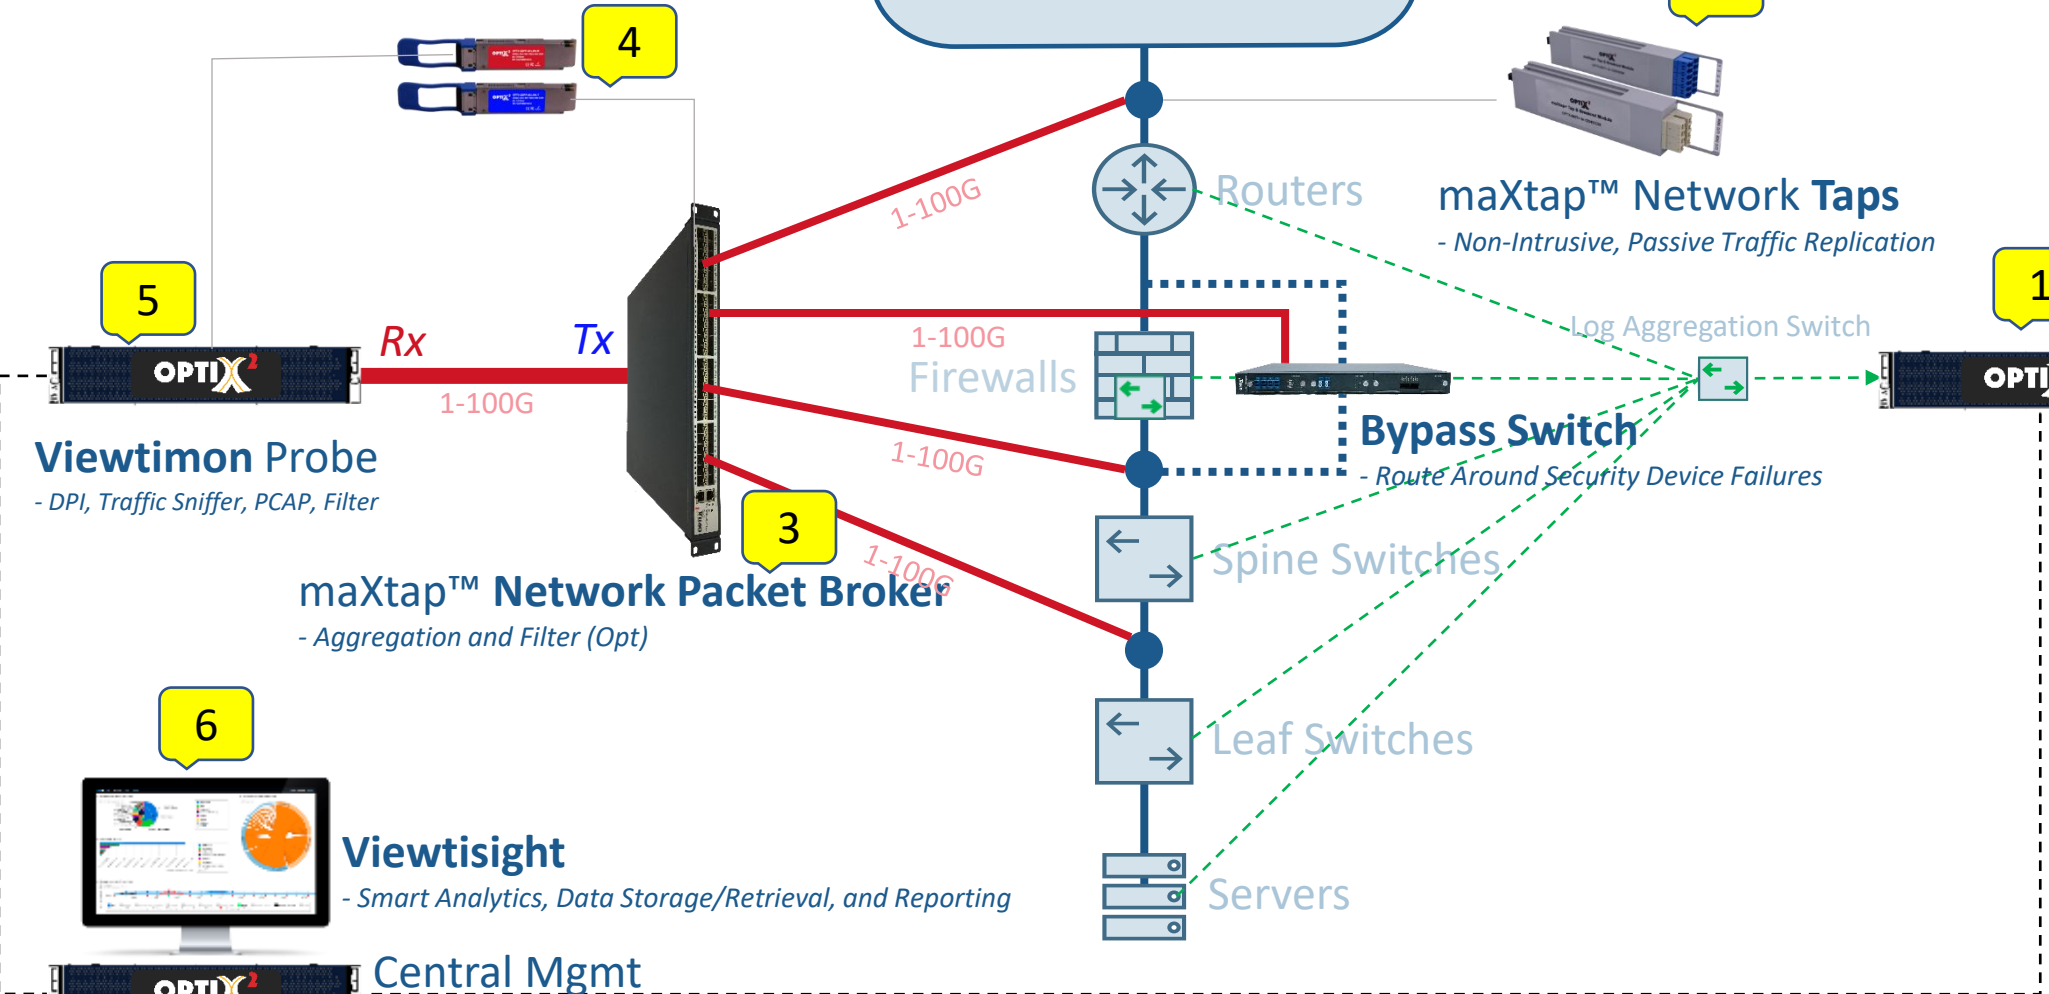 4
Routers
maXtap™ Network Taps
- Non-Intrusive, Passive Traffic Replication
1-100G
5
1
Rx
Tx
1-100G
Log Aggregation Switch
OPTIX²
Firewalls
OPTI
1-100G
Viewtimon Probe
- DPI, Traffic Sniffer, PCAP, Filter
1-100G
Bypass Switch
- Route Around Security Device Failures
3
1-100G
Spine Switches
maXtap™ Network Packet Broker
- Aggregation and Filter (Opt)
6
Leaf Switches
Viewtisight
- Smart Analytics, Data Storage/Retrieval, and Reporting
Servers
Central Mgmt
OPTIX²